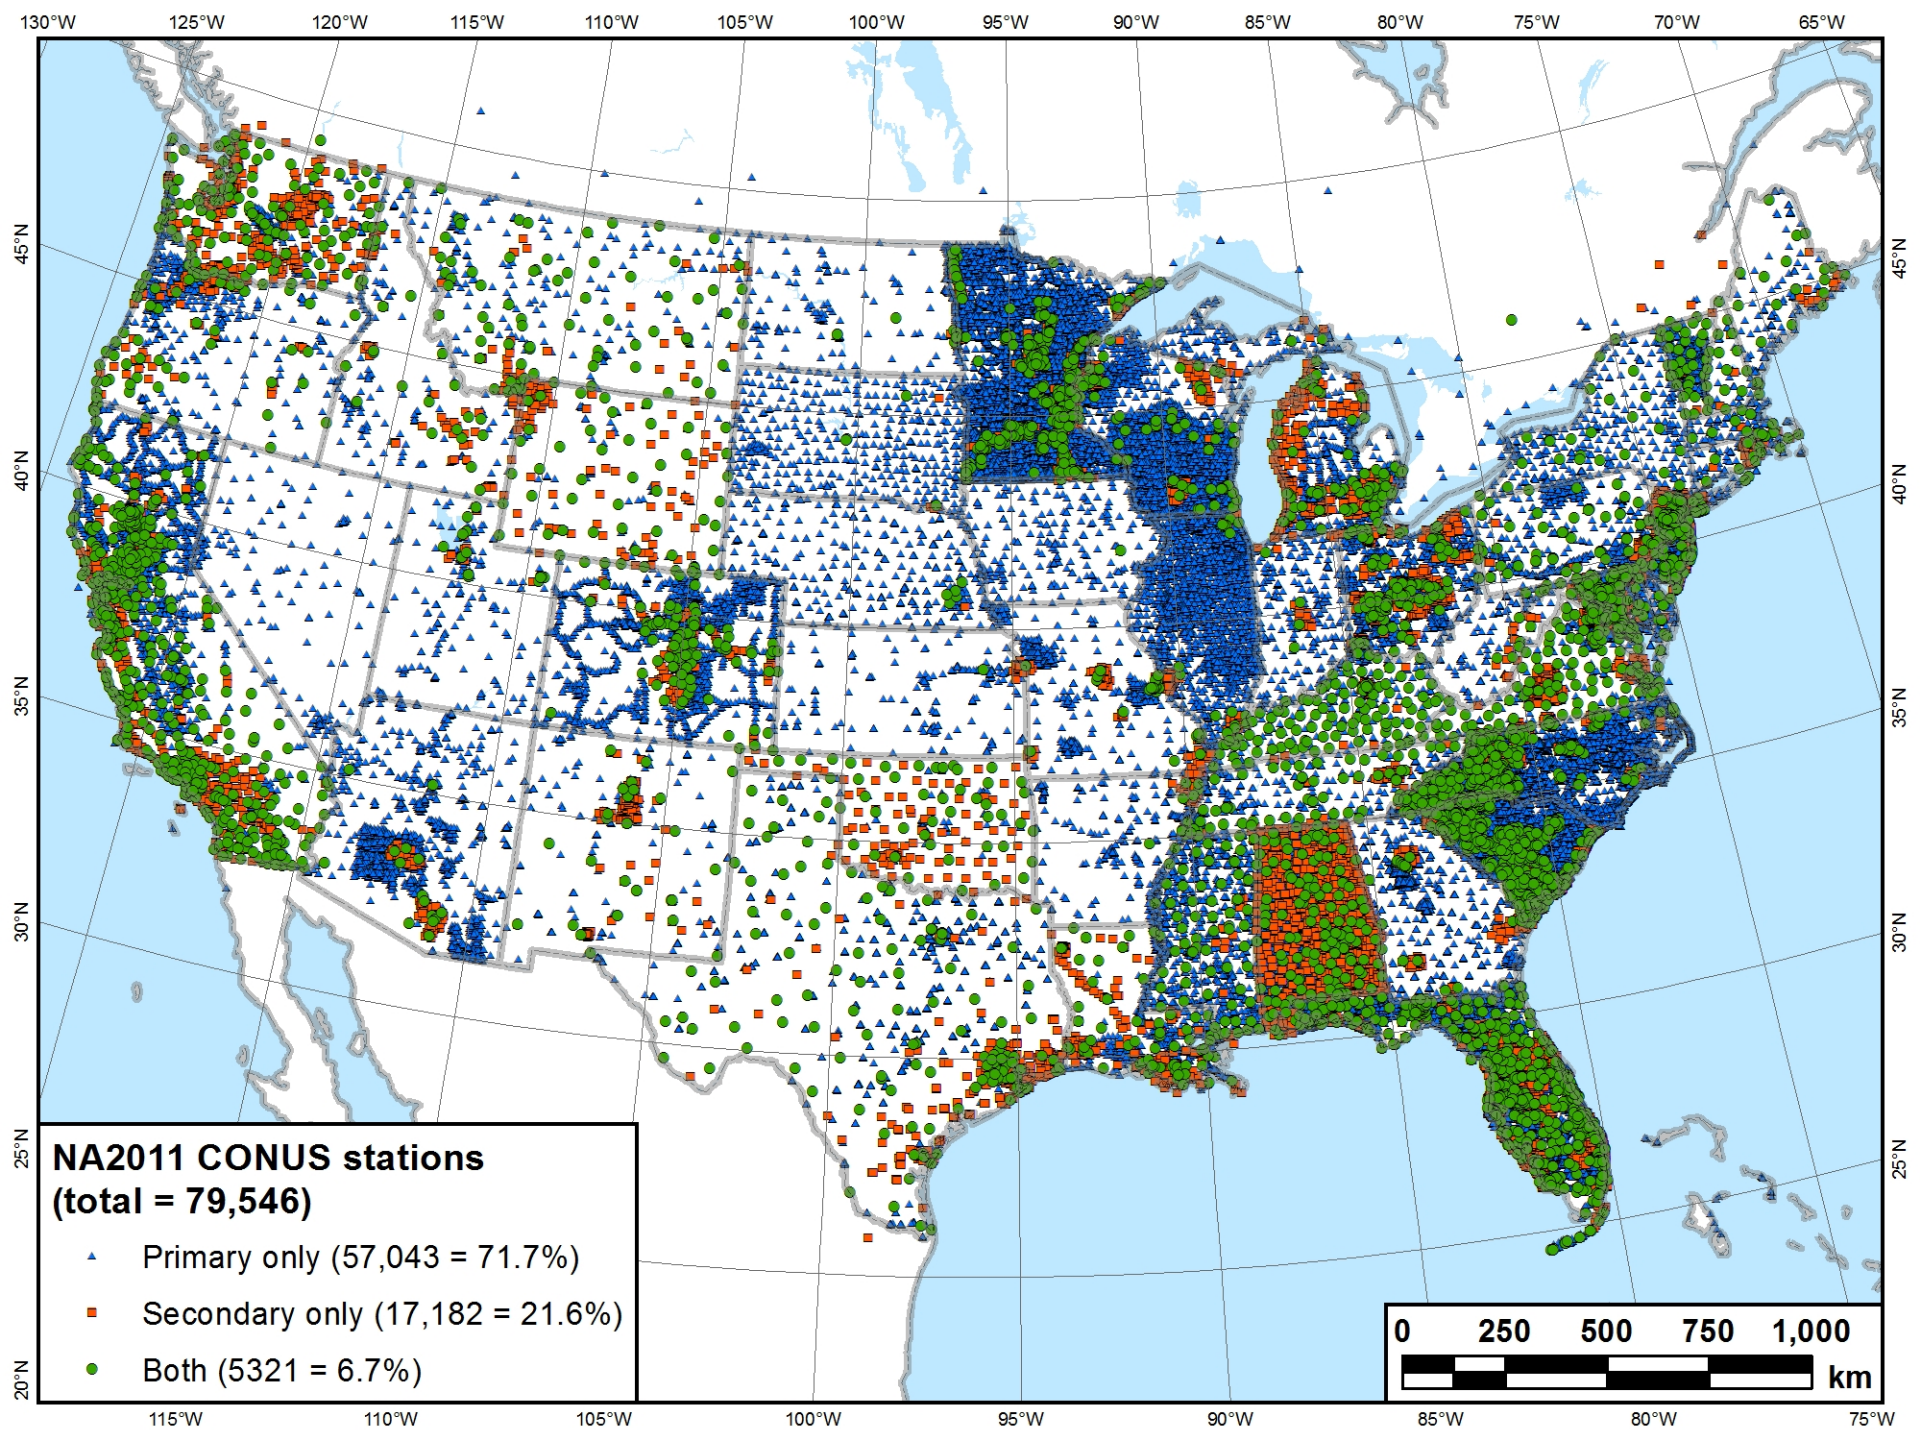 130°W 125°W 120°W 115°W 110°W 105°W 100°W 95°W 90°W 85°W 80°W 75°W 70°W 65°W
45°N 45°N
40°N 40°N
35°N 35°N
30°N 30°N
25°N 25°N
20°N
NA2011 CONUS stations
(total = 79,546)
Primary only (57,043 = 71.7%)
Secondary only (17,182 = 21.6%)
Both (5321 = 6.7%)
0 250 500 750 1,000
km
115°W 110°W 105°W 100°W 95°W 90°W 85°W 80°W 75°W